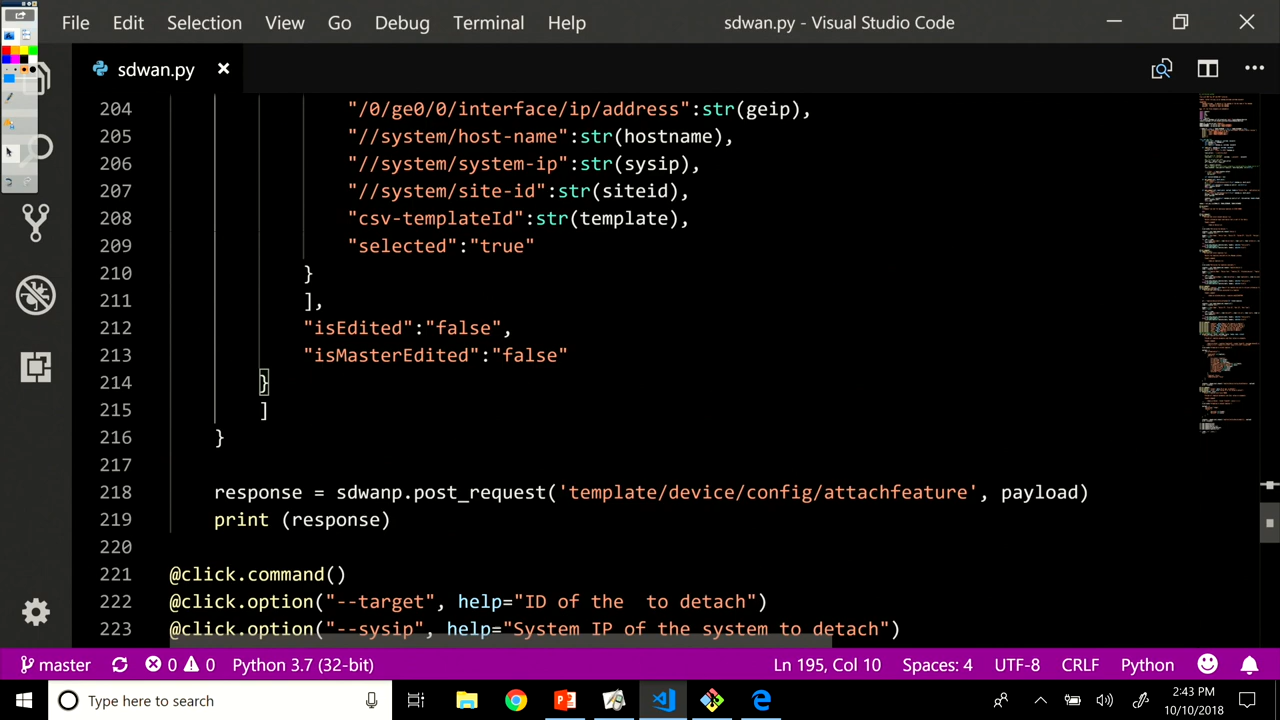 File Edit Selection View Go Debug Terminal Help sdwan.py - Visual Studio Code
sdwan.py
204 "/0/ge0/0/interface/ip/address":str(geip),
205 "//system/host-name":str(hostname),
206 "//system/system-ip":str(sysip),
207 "//system/site-id":str(siteid),
208 "csv-templateId":str(template),
209 "selected":"true"
210 }
211 ],
212 "isEdited":"false",
213 "isMasterEdited":"false"
214 }
215 ]
216 }
217
218 response = sdwanp.post_request('template/device/config/attachfeature', payload)
219 print (response)
220
221 @click.command()
222 @click.option("--target", help="ID of the  to detach")
223 @click.option("--sysip", help="System IP of the system to detach")
master 0 0 Python 3.7 (32-bit) Ln 195, Col 10 Spaces: 4 UTF-8 CRLF Python
Type here to search 2:43 PM
10/10/2018